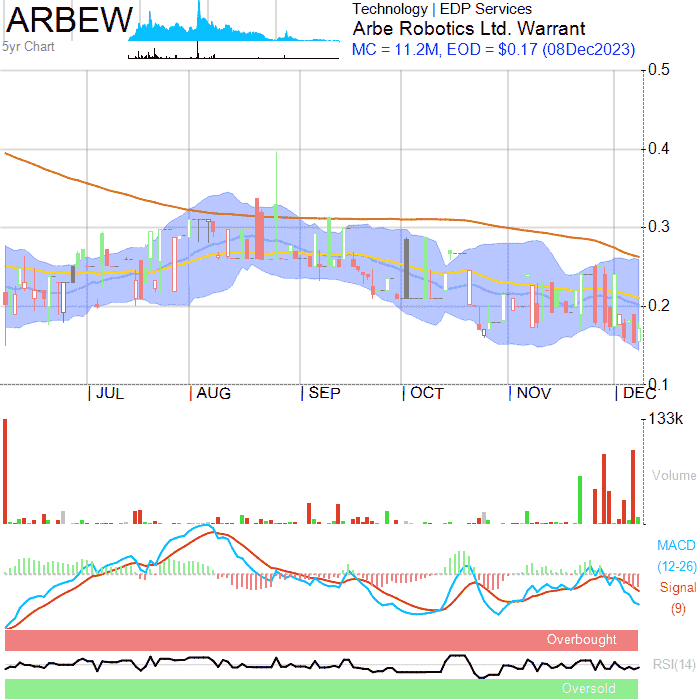 ARBEW
5yr Chart
Technology | EDP Services
Arbe Robotics Ltd. Warrant
MC = 11.2M, EOD = $0.17 (08Dec2023)
0.5
0.4
0.3
0.2
0.1
JUL AUG SEP OCT NOV DEC
133k
Volume
MACD
(12-26)
Signal
(9)
Overbought
RSI(14)
Oversold